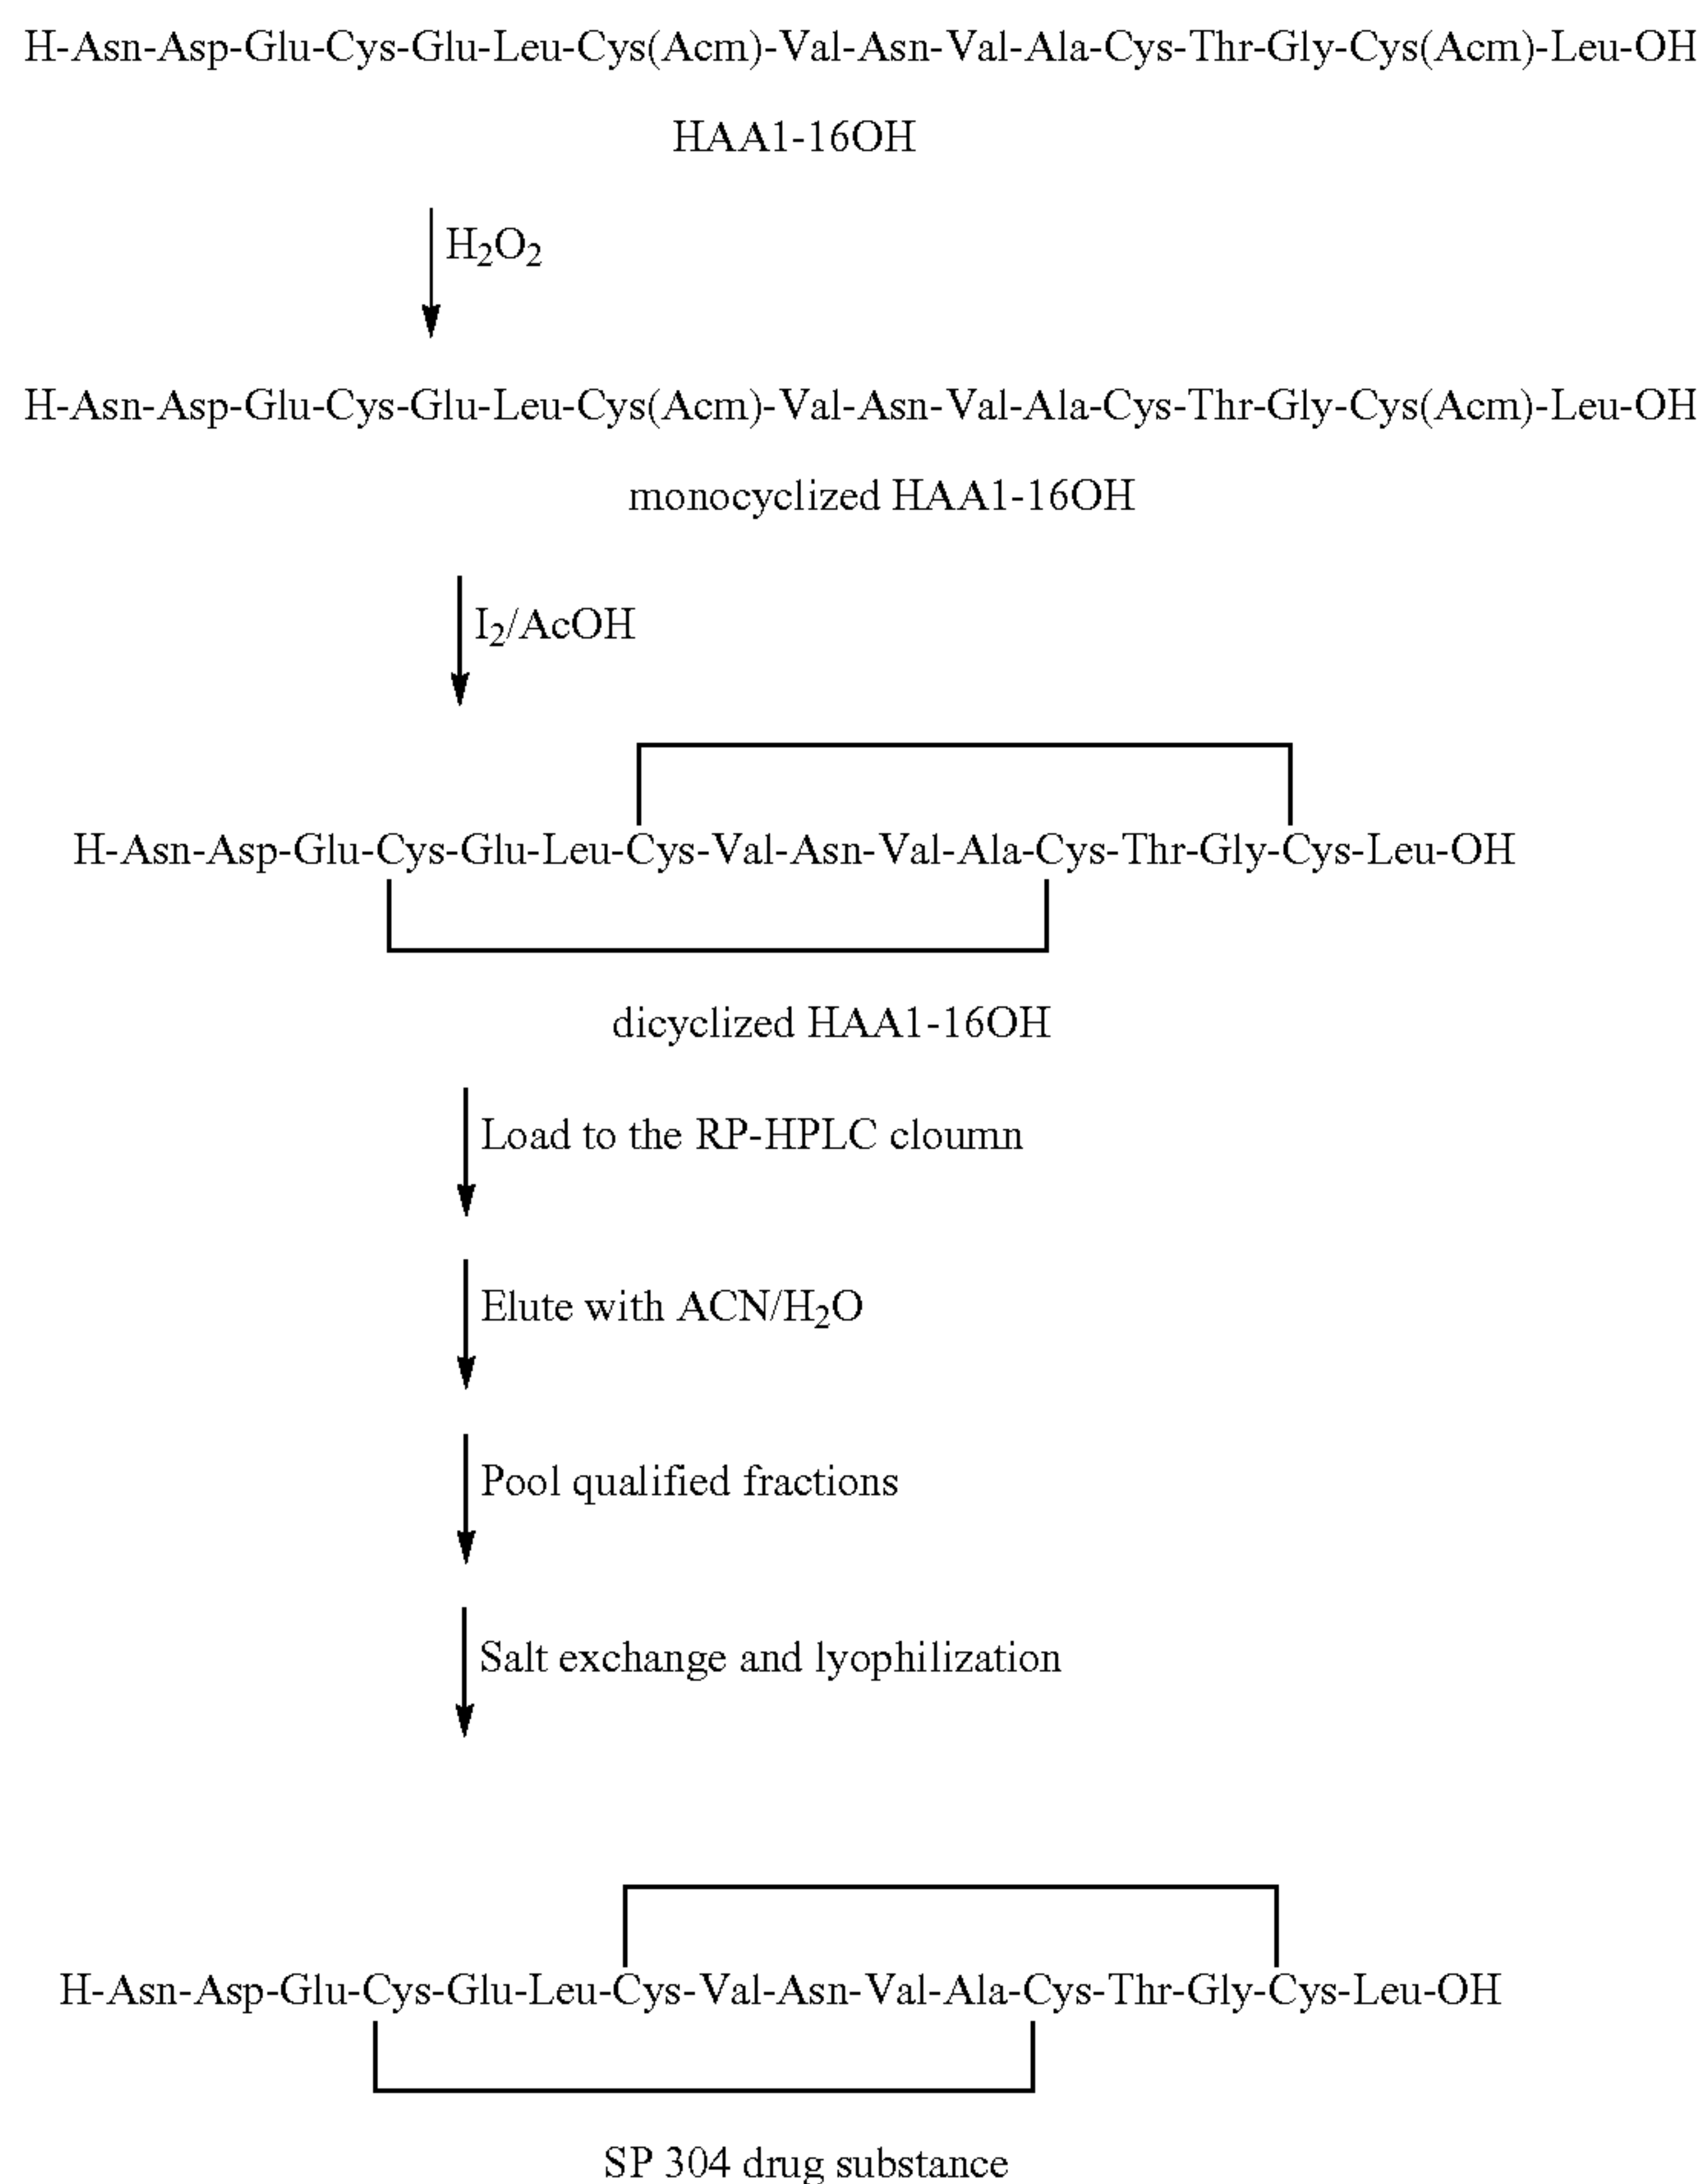 H-Asn-Asp-Glu-Cys-Glu-Leu-Cys(Acm)-Val-Asn-Val-Ala-Cys-Thr-Gly-Cys(Acm)-Leu-OH
HAA1-16OH
H₂O₂
H-Asn-Asp-Glu-Cys-Glu-Leu-Cys(Acm)-Val-Asn-Val-Ala-Cys-Thr-Gly-Cys(Acm)-Leu-OH
monocyclized HAA1-16OH
I₂/AcOH
H-Asn-Asp-Glu-Cys-Glu-Leu-Cys-Val-Asn-Val-Ala-Cys-Thr-Gly-Cys-Leu-OH
dicyclized HAA1-16OH
Load to the RP-HPLC cloumn
Elute with ACN/H₂O
Pool qualified fractions
Salt exchange and lyophilization
H-Asn-Asp-Glu-Cys-Glu-Leu-Cys-Val-Asn-Val-Ala-Cys-Thr-Gly-Cys-Leu-OH
SP 304 drug substance